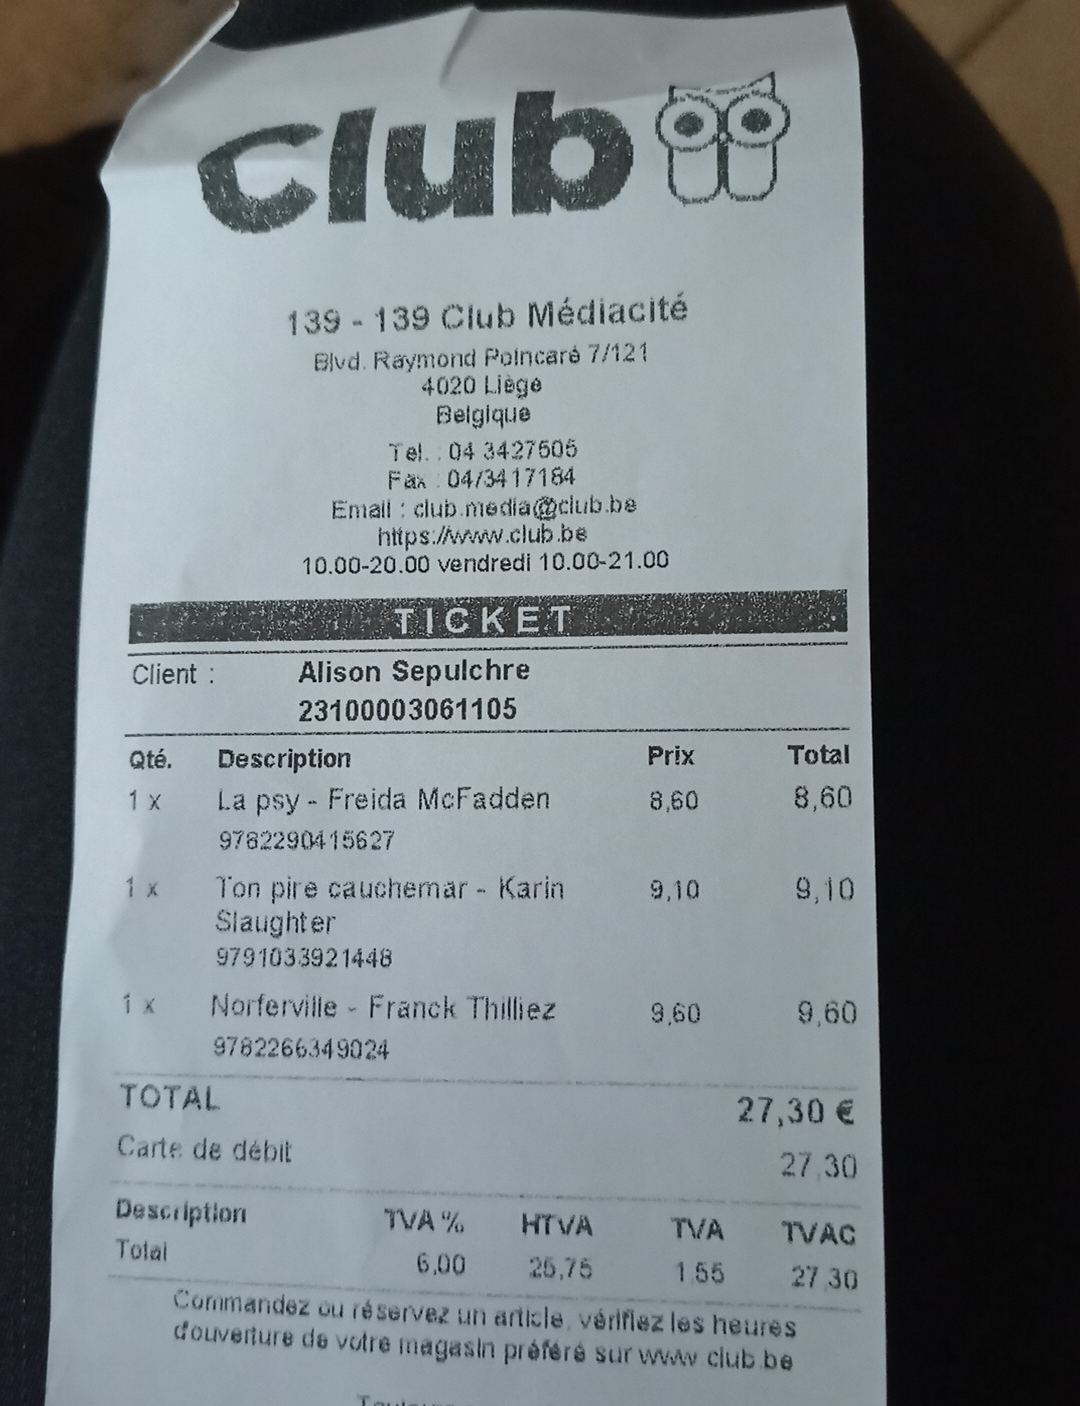 club
139 - 139 Club Médiacité
Blvd. Raymond Poincaré 7/121
4020 Liège
Belgique
Tel. : 04 3427505
Fax : 04/3417184
Email : club.media@club.be
https://www.club.be
10.00-20.00 vendredi 10.00-21.00
TICKET
Client : Alison Sepulchre
23100003061105
Qté. Description Prix Total
1 x La psy - Freida McFadden 8,60 8,60
9782290415627
1 x Ton pire cauchemar - Karin 9,10 9,10
Slaughter
9791033921448
1 x Norferville - Franck Thilliez 9,60 9,60
9782266349024
TOTAL 27,30 €
Carte de débit 27,30
Description TVA % HTVA TVA TVAC
Total 6,00 25,75 1,55 27,30
Commandez ou réservez un article, vérifiez les heures
d'ouverture de votre magasin préféré sur www.club.be